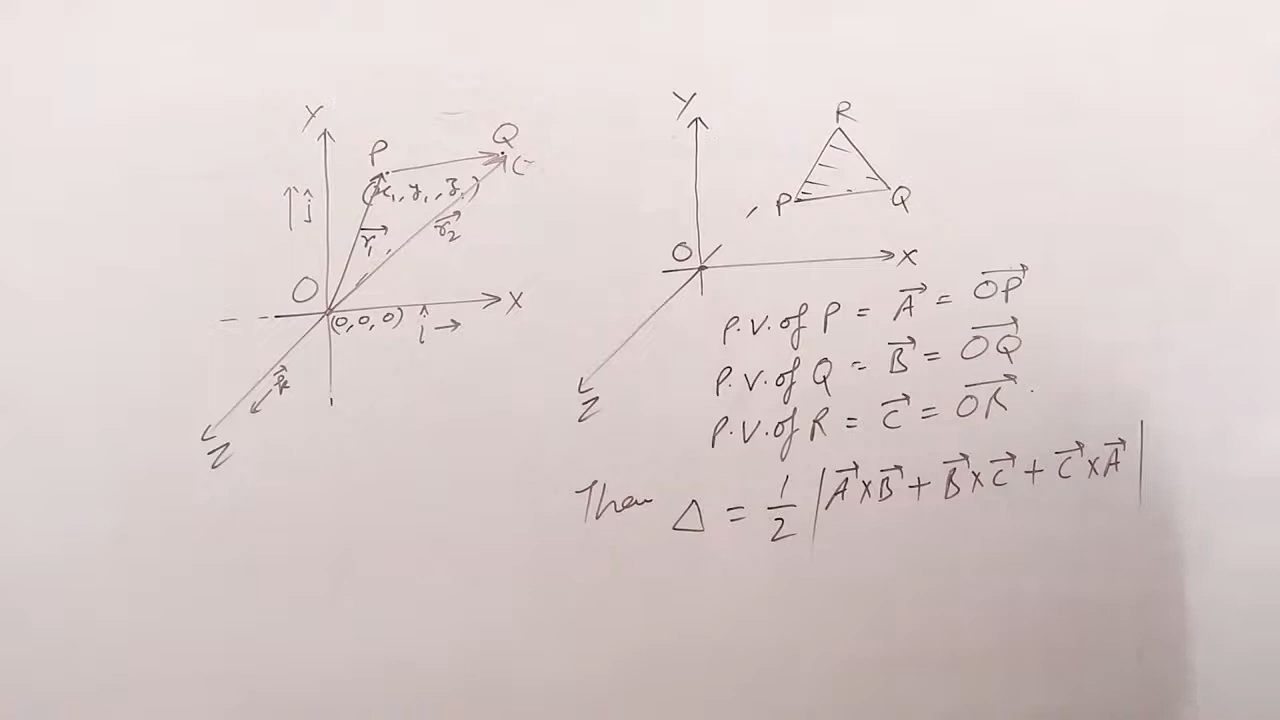 Y
P
Q
(
(x₁, y₁, z₁)
ĵ
r₁⃗
r₂⃗
O
(0,0,0)
X
î
k⃗
Z
Y
R
P
Q
O
X
Z
P.V. of P = A⃗ = OP⃗
P.V. of Q = B⃗ = OQ⃗
P.V. of R = C⃗ = OR⃗
Then Δ = 1/2 |A⃗×B⃗ + B⃗×C⃗ + C⃗×A⃗|